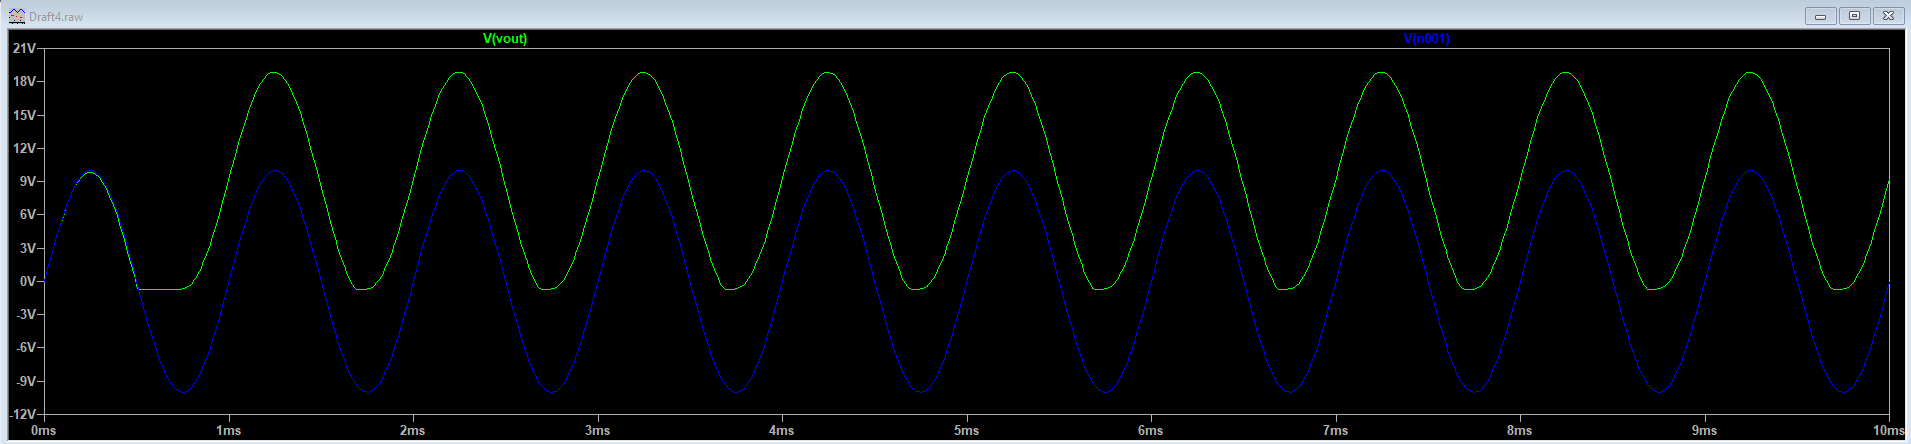 Draft4.raw
V(vout) V(n001)
21V
18V
15V
12V
9V
6V
3V
0V
-3V
-6V
-9V
-12V
0ms 1ms 2ms 3ms 4ms 5ms 6ms 7ms 8ms 9ms 10ms